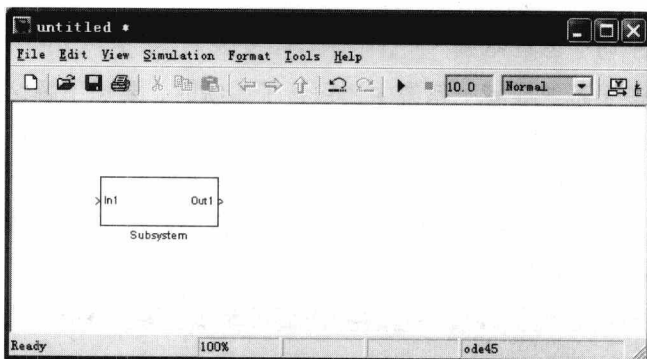 untitled *
File Edit View Simulation Format Tools Help
10.0 Normal
In1 Out1
Subsystem
Ready 100% ode45